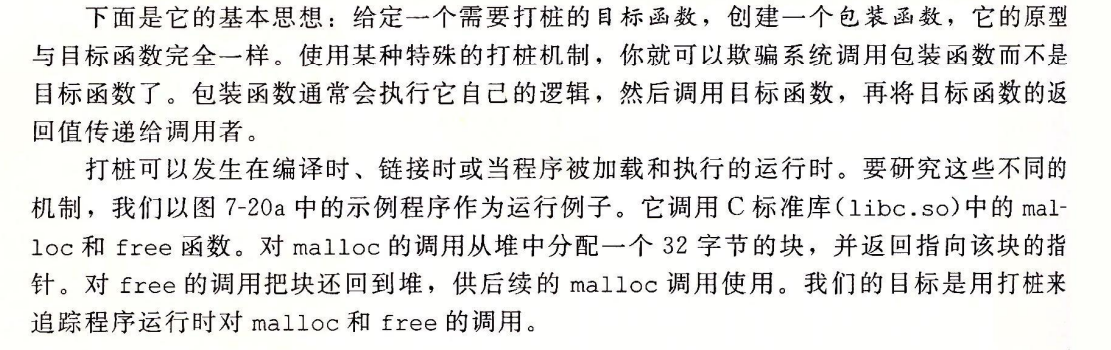 下面是它的基本思想：给定一个需要打桩的目标函数，创建一个包装函数，它的原型
与目标函数完全一样。使用某种特殊的打桩机制，你就可以欺骗系统调用包装函数而不是
目标函数了。包装函数通常会执行它自己的逻辑，然后调用目标函数，再将目标函数的返
回值传递给调用者。
打桩可以发生在编译时、链接时或当程序被加载和执行的运行时。要研究这些不同的
机制，我们以图 7-20a 中的示例程序作为运行例子。它调用 C 标准库(libc.so)中的 mal-
loc 和 free 函数。对 malloc 的调用从堆中分配一个 32 字节的块，并返回指向该块的指
针。对 free 的调用把块还回到堆，供后续的 malloc 调用使用。我们的目标是用打桩来
追踪程序运行时对 malloc 和 free 的调用。